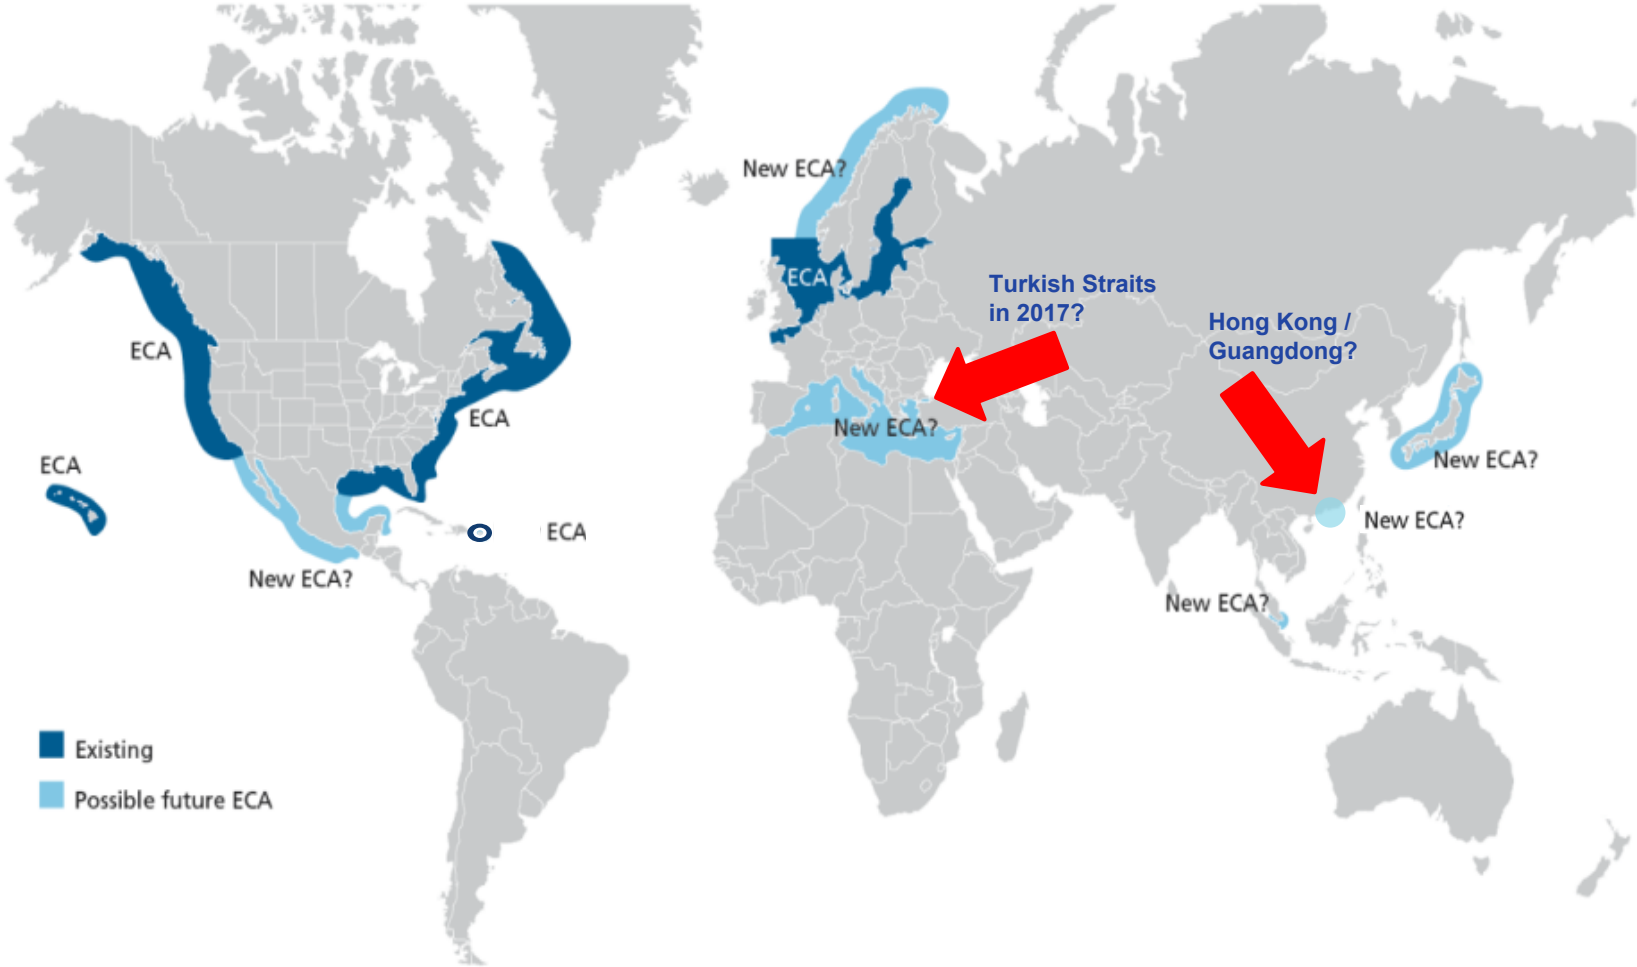 New ECA?
ECA
Turkish Straits
in 2017?
Hong Kong /
Guangdong?
ECA
ECA
New ECA?
ECA
New ECA?
New ECA?
ECA
New ECA?
New ECA?
Existing
Possible future ECA